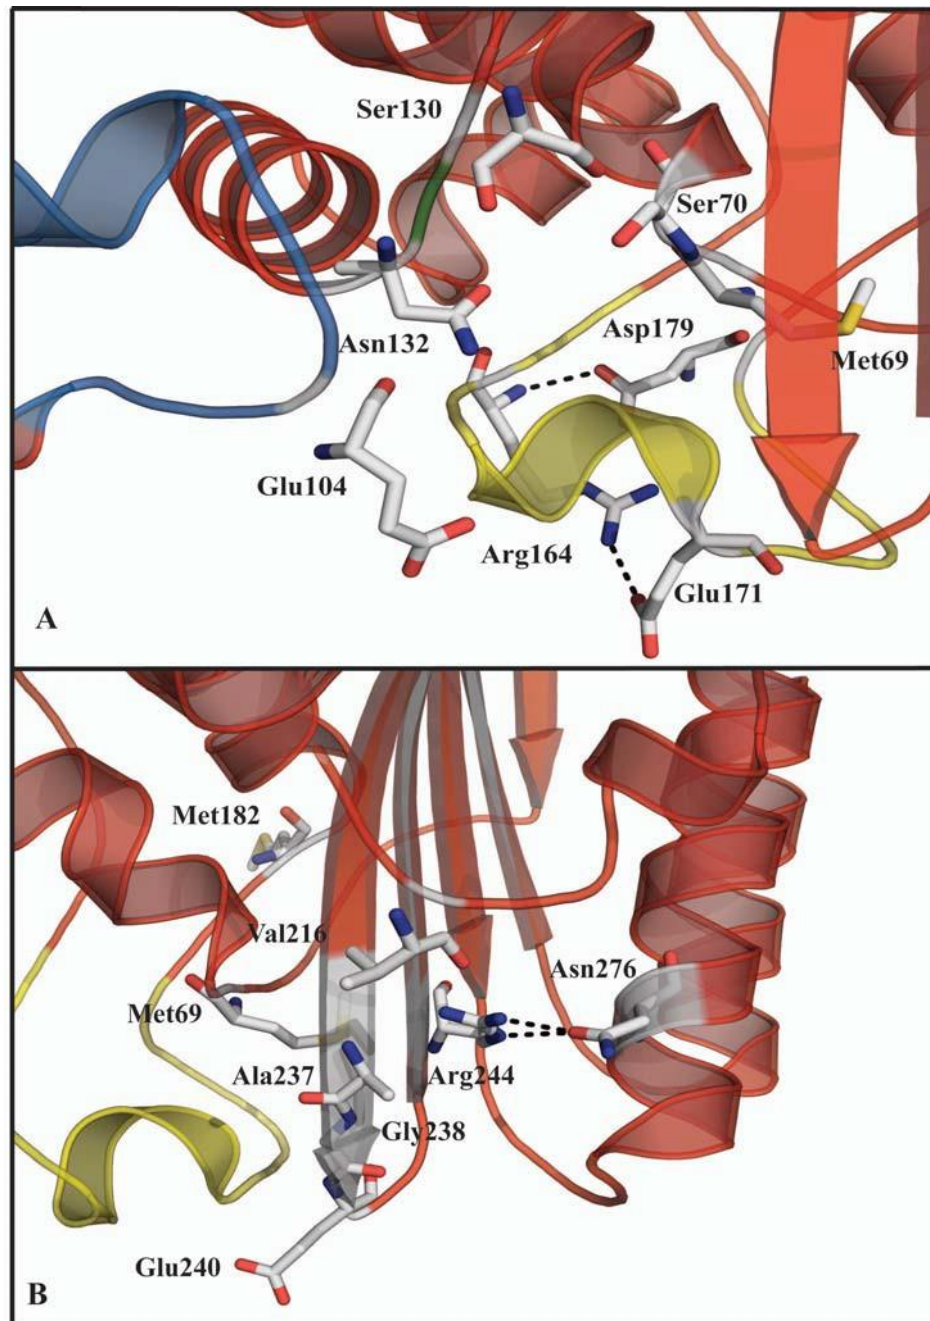 Ser130
Ser70
Asn132
Asp179
Met69
Glu104
Arg164
Glu171
A
Met182
Val216
Asn276
Met69
Ala237
Arg244
Gly238
Glu240
B